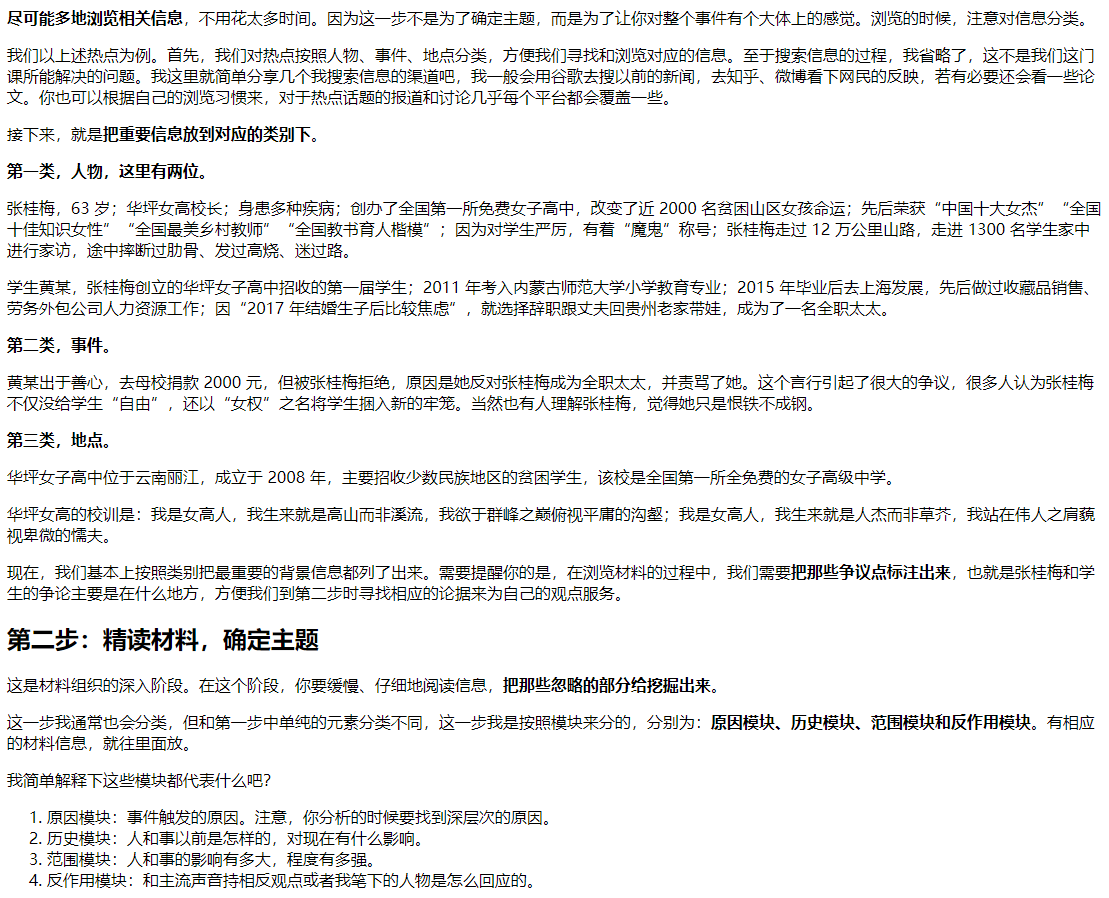 尽可能多地浏览相关信息，不用花太多时间。因为这一步不是为了确定主题，而是为了让你对整个事件有个大体上的感觉。浏览的时候，注意对信息分类。
我们以上述热点为例。首先，我们对热点按照人物、事件、地点分类，方便我们寻找和浏览对应的信息。至于搜索信息的过程，我省略了，这不是我们这门
课所能解决的问题。我这里就简单分享几个我搜索信息的渠道吧，我一般会用谷歌去搜以前的新闻，去知乎、微博看下网民的反映，若有必要还会看一些论
文。你也可以根据自己的浏览习惯来，对于热点话题的报道和讨论几乎每个平台都会覆盖一些。
接下来，就是把重要信息放到对应的类别下。
第一类，人物，这里有两位。
张桂梅，63 岁；华坪女高校长；身患多种疾病；创办了全国第一所免费女子高中，改变了近 2000 名贫困山区女孩命运；先后荣获“中国十大女杰”“全国
十佳知识女性”“全国最美乡村教师”“全国教书育人楷模”；因为对学生严厉，有着“魔鬼”称号；张桂梅走过 12 万公里山路，走进 1300 名学生家中
进行家访，途中摔断过肋骨、发过高烧、迷过路。
学生黄某，张桂梅创立的华坪女子高中招收的第一届学生；2011 年考入内蒙古师范大学小学教育专业；2015 年毕业后去上海发展，先后做过收藏品销售、
劳务外包公司人力资源工作；因“2017 年结婚生子后比较焦虑”，就选择辞职跟丈夫回贵州老家带娃，成为了一名全职太太。
第二类，事件。
黄某出于善心，去母校捐款 2000 元，但被张桂梅拒绝，原因是她反对张桂梅成为全职太太，并责骂了她。这个言行引起了很大的争议，很多人认为张桂梅
不仅没给学生“自由”，还以“女权”之名将学生捆入新的牢笼。当然也有人理解张桂梅，觉得她只是恨铁不成钢。
第三类，地点。
华坪女子高中位于云南丽江，成立于 2008 年，主要招收少数民族地区的贫困学生，该校是全国第一所全免费的女子高级中学。
华坪女高的校训是：我是女高人，我生来就是高山而非溪流，我欲于群峰之巅俯视平庸的沟壑；我是女高人，我生来就是人杰而非草芥，我站在伟人之肩藐
视卑微的懦夫。
现在，我们基本上按照类别把最重要的背景信息都列了出来。需要提醒你的是，在浏览材料的过程中，我们需要把那些争议点标注出来，也就是张桂梅和学
生的争论主要是在什么地方，方便我们到第二步时寻找相应的论据来为自己的观点服务。
第二步：精读材料，确定主题
这是材料组织的深入阶段。在这个阶段，你要缓慢、仔细地阅读信息，把那些忽略的部分给挖掘出来。
这一步我通常也会分类，但和第一步中单纯的元素分类不同，这一步我是按照模块来分的，分别为：原因模块、历史模块、范围模块和反作用模块。有相应
的材料信息，就往里面放。
我简单解释下这些模块都代表什么吧？
1. 原因模块：事件触发的原因。注意，你分析的时候要找到深层次的原因。
2. 历史模块：人和事以前是怎样的，对现在有什么影响。
3. 范围模块：人和事的影响有多大，程度有多强。
4. 反作用模块：和主流声音持相反观点或者我笔下的人物是怎么回应的。